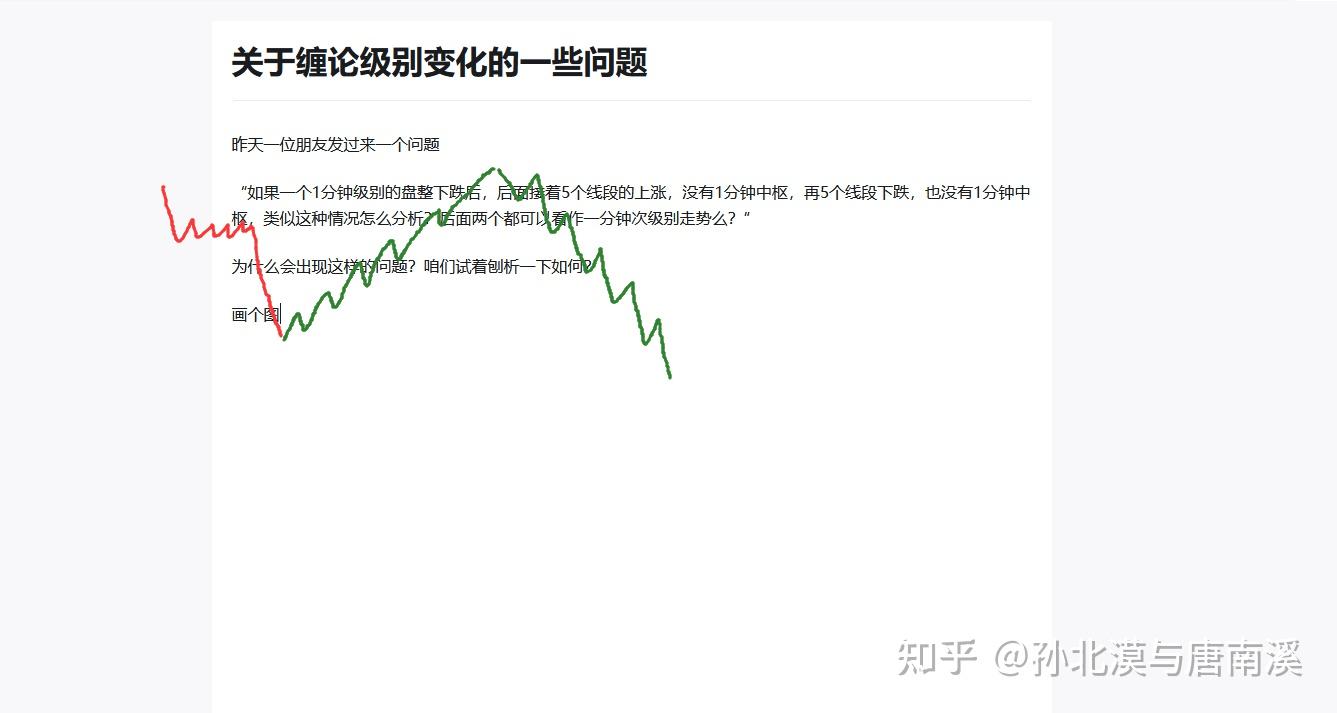 关于缠论级别变化的一些问题
昨天一位朋友发过来一个问题
“如果一个1分钟级别的盘整下跌后，后面接着5个线段的上涨，没有1分钟中枢，再5个线段下跌，也没有1分钟中
枢，类似这种情况怎么分析？后面两个都可以看作一分钟次级别走势么？“
为什么会出现这样的问题？咱们试着刨析一下如何？
画个图
知乎 @孙北漠与唐南溪